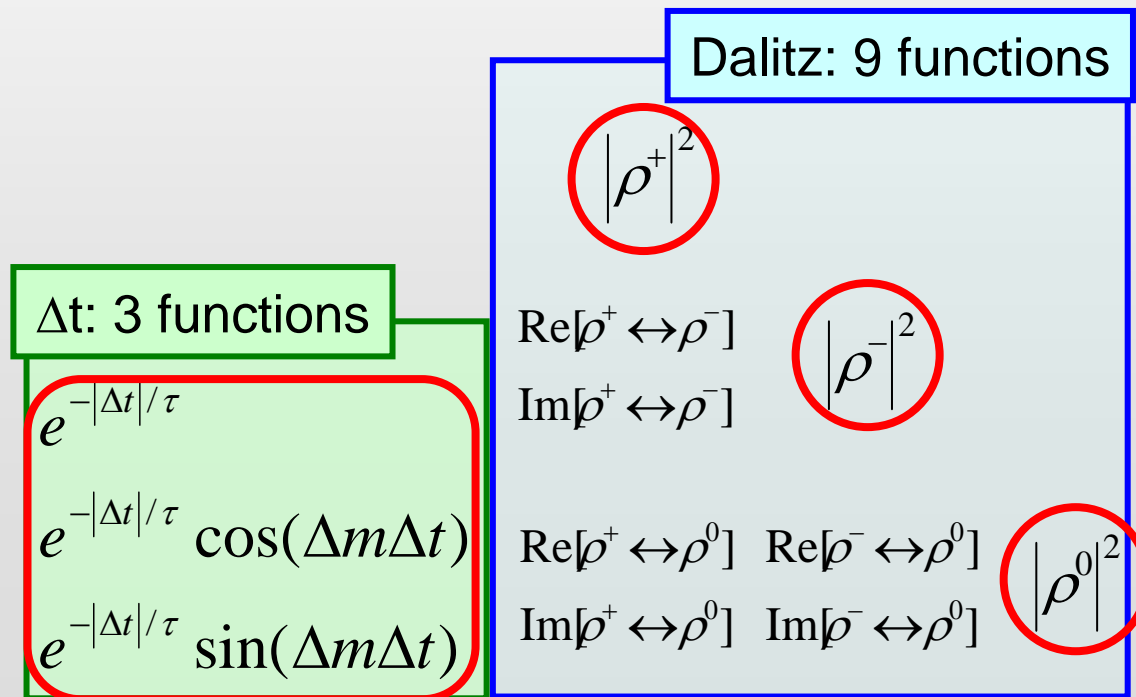 Dalitz: 9 functions
|ρ⁺|²
Δt: 3 functions
e^{-|Δt|/τ}
e^{-|Δt|/τ} cos(ΔmΔt)
e^{-|Δt|/τ} sin(ΔmΔt)
Re[ρ⁺ ↔ ρ⁻]
Im[ρ⁺ ↔ ρ⁻]
|ρ⁻|²
Re[ρ⁺ ↔ ρ⁰] Re[ρ⁻ ↔ ρ⁰]
Im[ρ⁺ ↔ ρ⁰] Im[ρ⁻ ↔ ρ⁰]
|ρ⁰|²